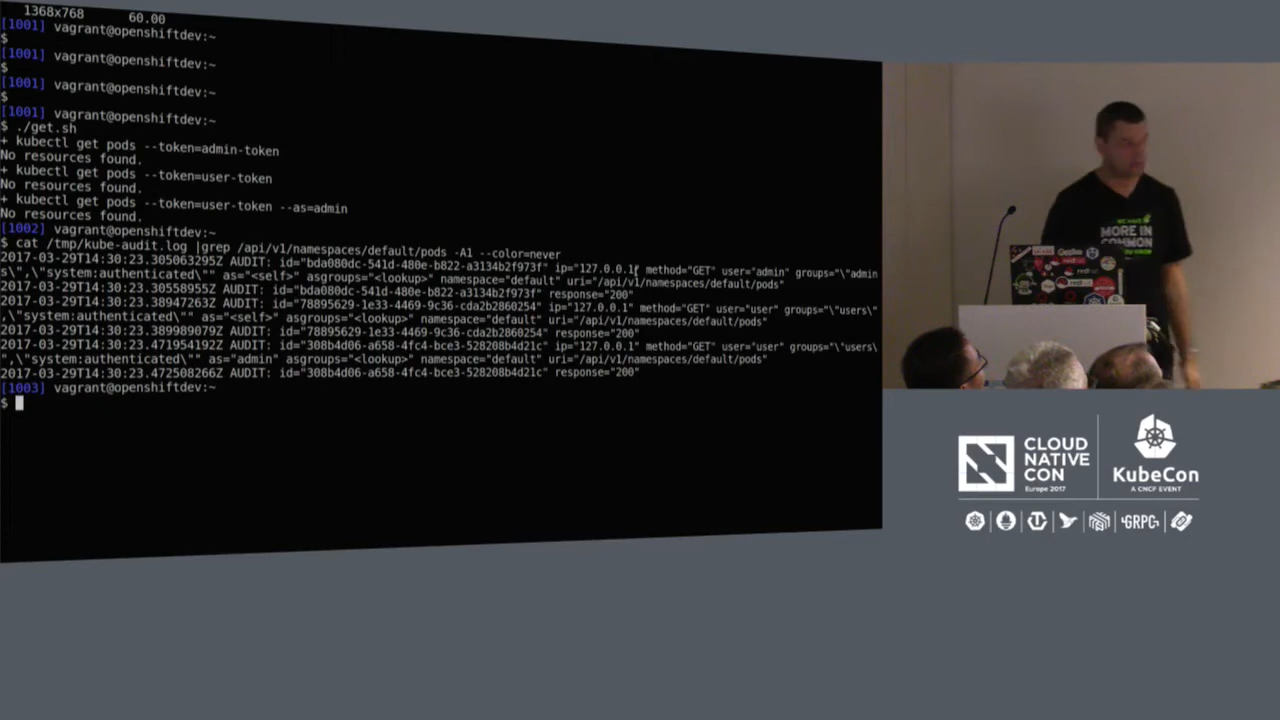 1368x768 60.00
[1001] vagrant@openshiftdev:~
$
[1001] vagrant@openshiftdev:~
$
[1001] vagrant@openshiftdev:~
$
[1001] vagrant@openshiftdev:~
$ ./get.sh
+ kubectl get pods --token=admin-token
No resources found.
+ kubectl get pods --token=user-token
No resources found.
+ kubectl get pods --token=user-token --as=admin
No resources found.
[1002] vagrant@openshiftdev:~
$ cat /tmp/kube-audit.log |grep /api/v1/namespaces/default/pods -A1 --color=never
2017-03-29T14:30:23.305063295Z AUDIT: id="bda080dc-541d-480e-b822-a3134b2f973f" ip="127.0.0.1" method="GET" user="admin" groups="\"admin
s\",\"system:authenticated\"" as="<self>" asgroups="<lookup>" namespace="default" uri="/api/v1/namespaces/default/pods"
2017-03-29T14:30:23.30558955Z AUDIT: id="bda080dc-541d-480e-b822-a3134b2f973f" response="200"
2017-03-29T14:30:23.38947263Z AUDIT: id="78895629-1e33-4469-9c36-cda2b2860254" ip="127.0.0.1" method="GET" user="user" groups="\"users\"
,\"system:authenticated\"" as="<self>" asgroups="<lookup>" namespace="default" uri="/api/v1/namespaces/default/pods"
2017-03-29T14:30:23.389989079Z AUDIT: id="78895629-1e33-4469-9c36-cda2b2860254" response="200"
2017-03-29T14:30:23.471954192Z AUDIT: id="308b4d06-a658-4fc4-bce3-528208b4d21c" ip="127.0.0.1" method="GET" user="user" groups="\"users\
",\"system:authenticated\"" as="admin" asgroups="<lookup>" namespace="default" uri="/api/v1/namespaces/default/pods"
2017-03-29T14:30:23.472508266Z AUDIT: id="308b4d06-a658-4fc4-bce3-528208b4d21c" response="200"
[1003] vagrant@openshiftdev:~
$
MORE IN
COMMON
CLOUD
NATIVE
CON
Europe 2017
KubeCon
A CNCF EVENT
GRPC